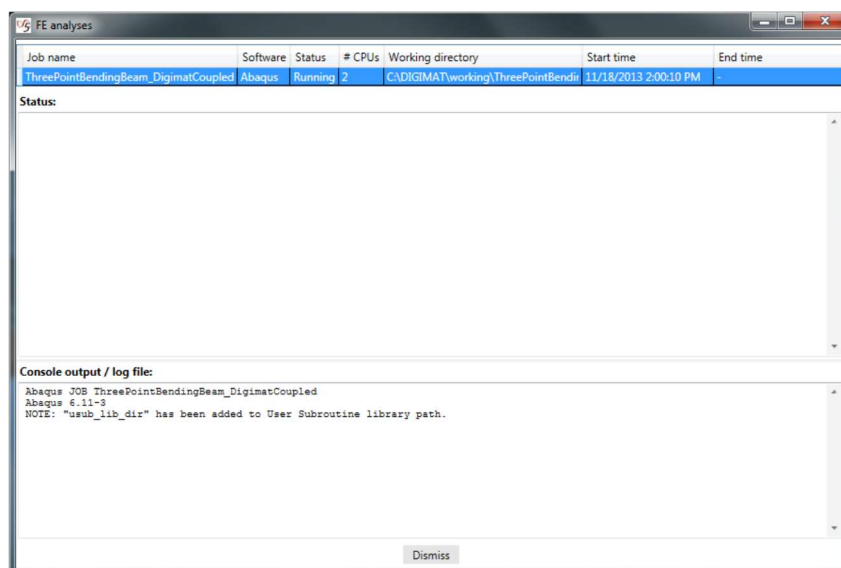 FE analyses
Job name Software Status # CPUs Working directory Start time End time
ThreePointBendingBeam_DigimatCoupled Abaqus Running 2 C:\DIGIMAT\working\ThreePointBendir 11/18/2013 2:00:10 PM -
Status:
Console output / log file:
Abaqus JOB ThreePointBendingBeam_DigimatCoupled
Abaqus 6.11-3
NOTE: "usub_lib_dir" has been added to User Subroutine library path.
Dismiss